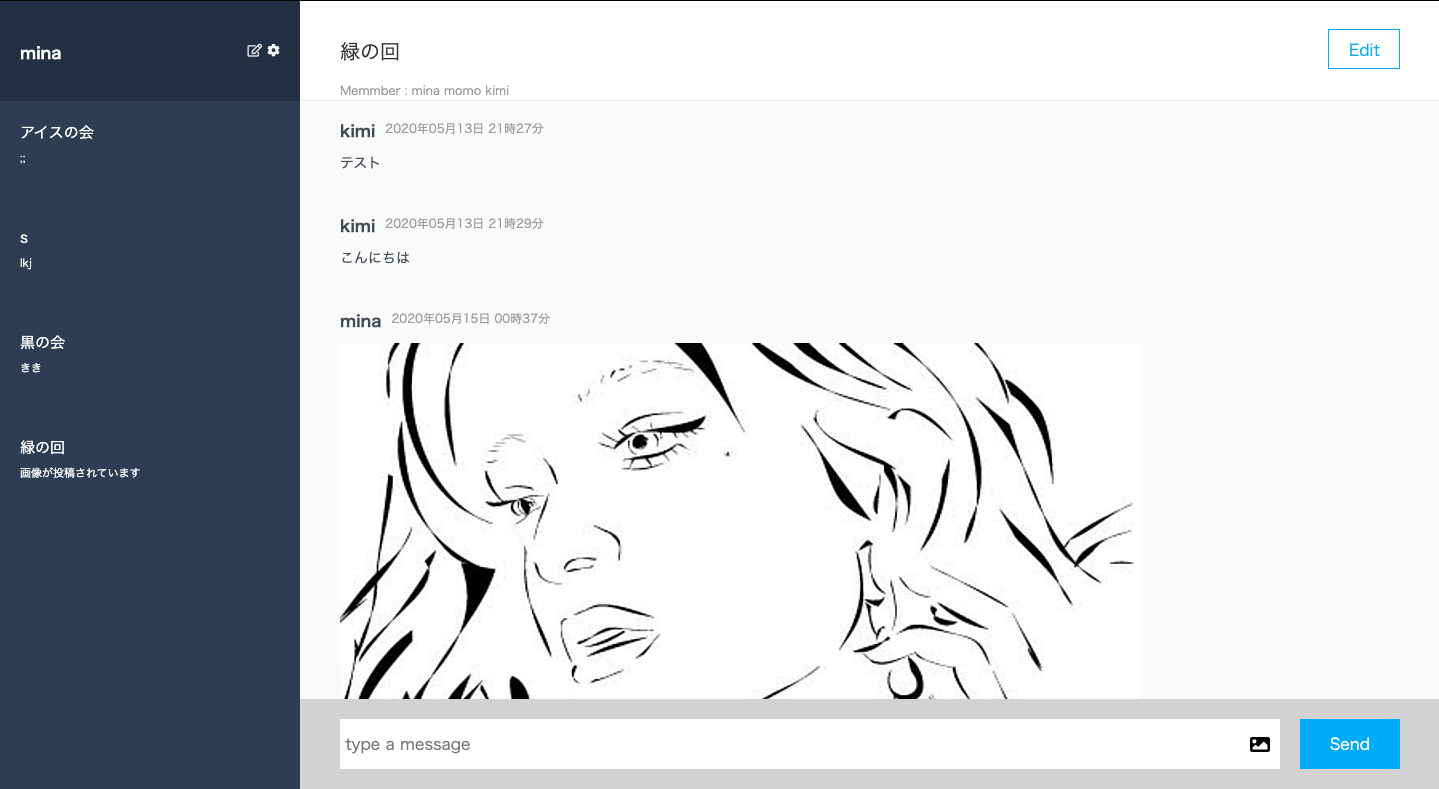 mina
アイスの会
;;
s
lkj
黒の会
きき
緑の回
画像が投稿されています
緑の回
Edit
Memmber : mina momo kimi
kimi 2020年05月13日 21時27分
テスト
kimi 2020年05月13日 21時29分
こんにちは
mina 2020年05月15日 00時37分
type a message
Send